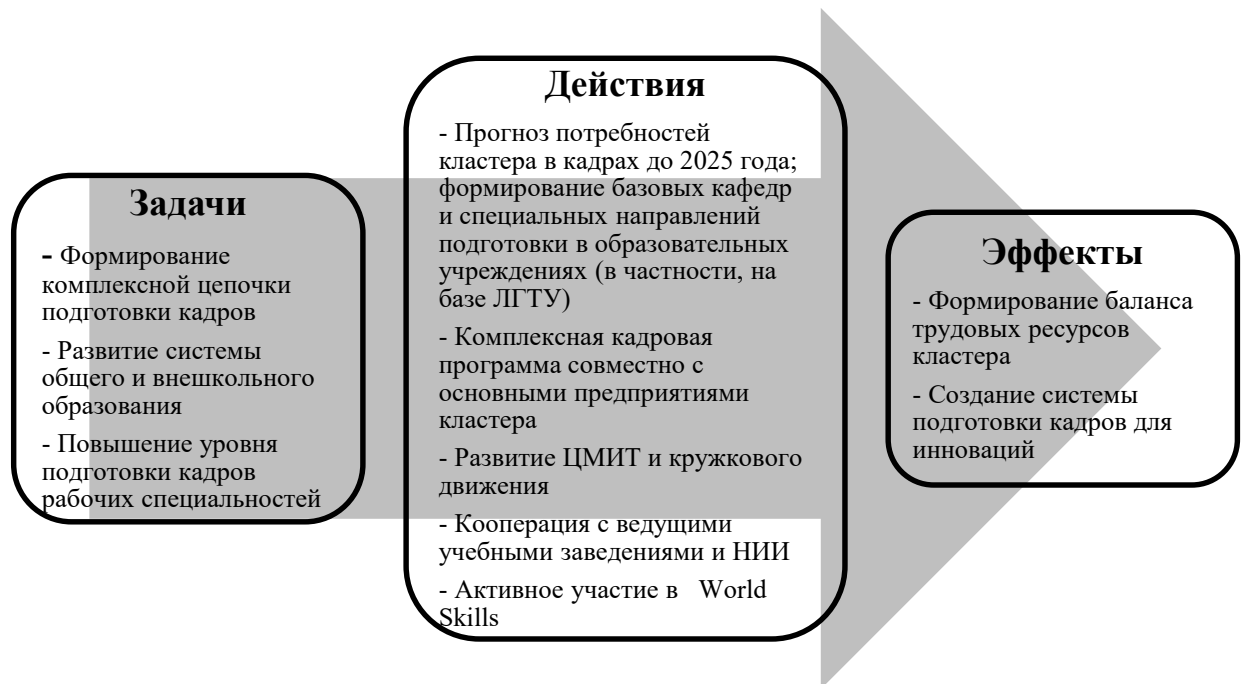 Задачи
- Формирование
комплексной цепочки
подготовки кадров
- Развитие системы
общего и внешкольного
образования
- Повышение уровня
подготовки кадров
рабочих специальностей
Действия
- Прогноз потребностей
кластера в кадрах до 2025 года;
формирование базовых кафедр
и специальных направлений
подготовки в образовательных
учреждениях (в частности, на
базе ЛГТУ)
- Комплексная кадровая
программа совместно с
основными предприятиями
кластера
- Развитие ЦМИТ и кружкового
движения
- Кооперация с ведущими
учебными заведениями и НИИ
- Активное участие в World
Skills
Эффекты
- Формирование баланса
трудовых ресурсов
кластера
- Создание системы
подготовки кадров для
инноваций